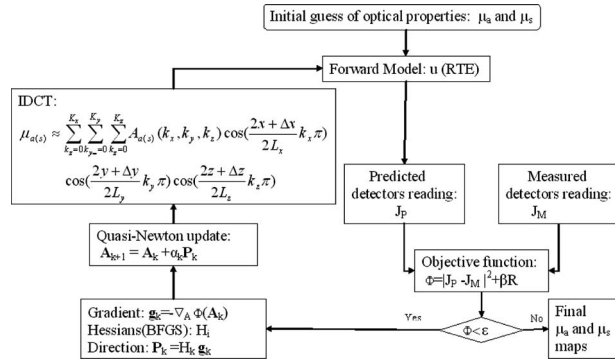 Initial guess of optical properties: μa and μs
Forward Model: u (RTE)
IDCT:
μa(s) ≈ ∑kx=0^Kx ∑ky=0^Ky ∑kz=0^Kz Aa(s)(kx, ky, kz) cos((2x + Δx)/(2Lx) kxπ)
cos((2y + Δy)/(2Ly) kyπ) cos((2z + Δz)/(2Lz) kzπ)
Predicted
detectors reading:
JP
Measured
detectors reading:
JM
Quasi-Newton update:
Ak+1 = Ak +αkPk
Objective function:
Φ=|JP -JM |²+βR
Gradient: gk=-∇A Φ(Ak)
Hessians(BFGS): Hi
Direction: Pk =Hk gk
Yes
Φ<ε
No
Final
μa and μs
maps